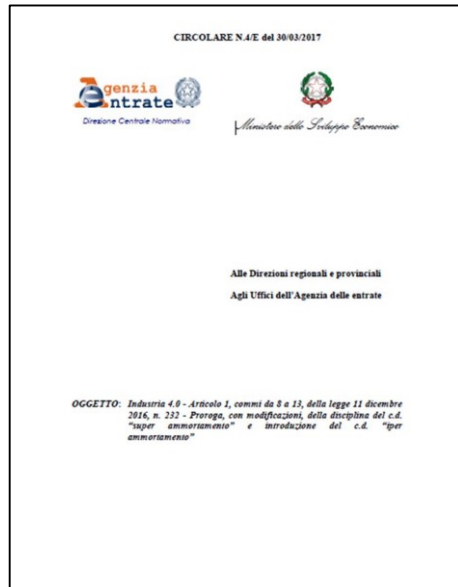 CIRCOLARE N.4/E del 30/03/2017
Agenzia
Entrate
Direzione Centrale Normativa
Ministero dello Sviluppo Economico
Alle Direzioni regionali e provinciali
Agli Uffici dell'Agenzia delle entrate
OGGETTO: Industria 4.0 - Articolo 1, commi da 8 a 13, della legge 11 dicembre
2016, n. 232 - Proroga, con modificazioni, della disciplina del c.d.
"super ammortamento" e introduzione del c.d. "iper
ammortamento"